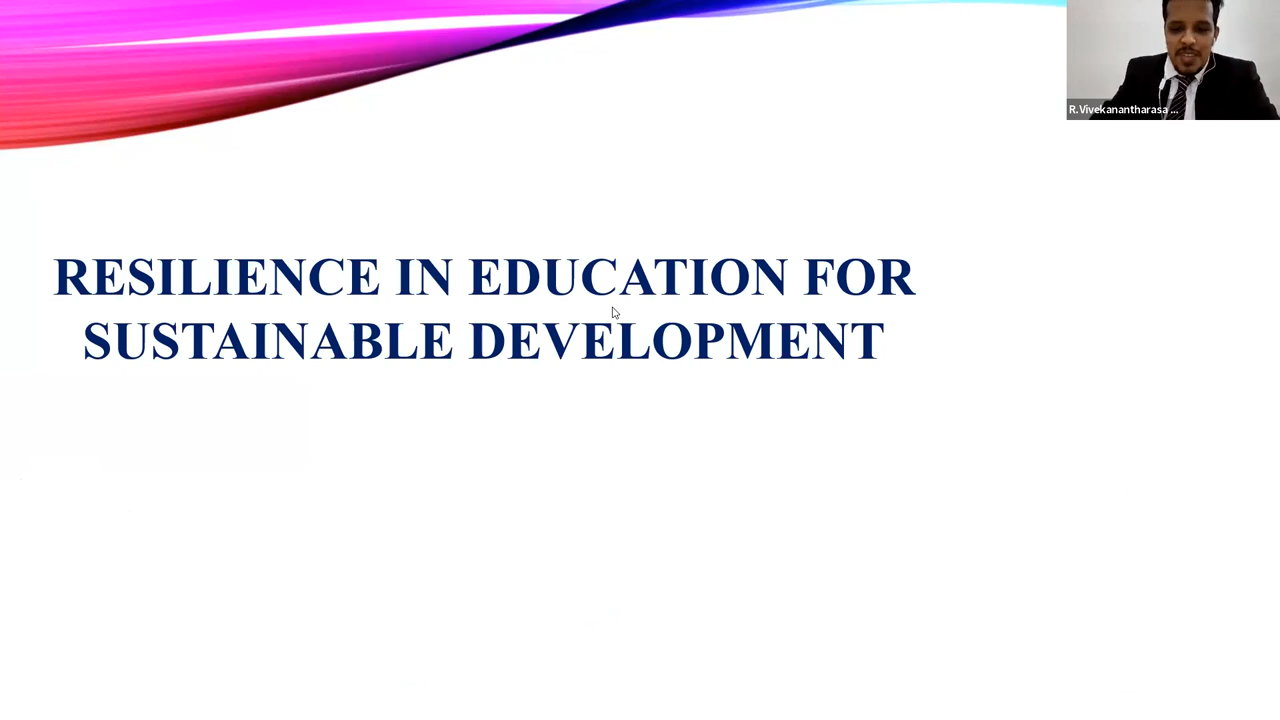 R.Vivekanantharasa ...
RESILIENCE IN EDUCATION FOR
SUSTAINABLE DEVELOPMENT